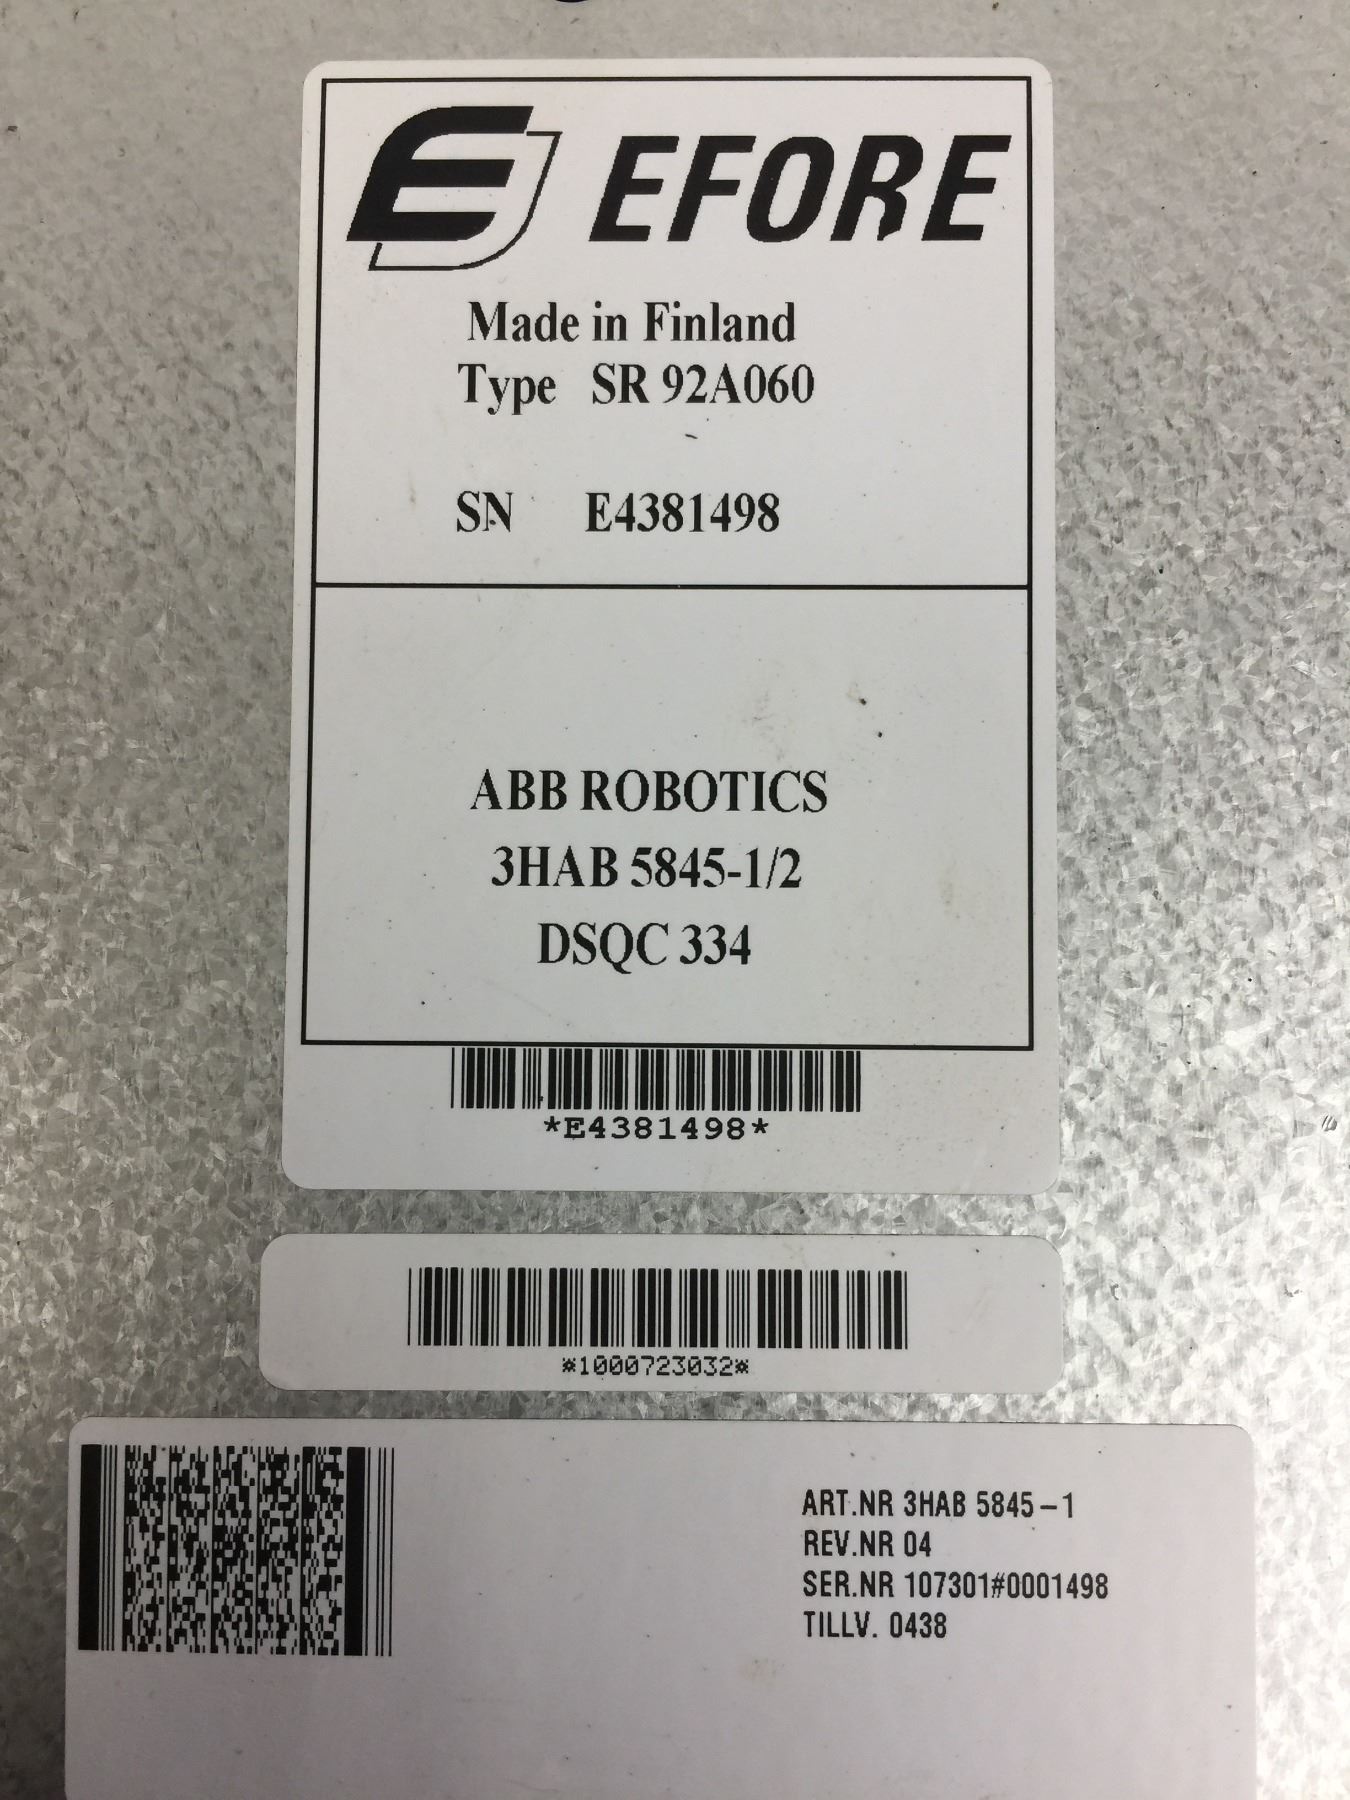 EFORE
Made in Finland
Type SR 92A060
SN E4381498
ABB ROBOTICS
3HAB 5845-1/2
DSQC 334
*E4381498*
*1000723032*
ART.NR 3HAB 5845-1
REV.NR 04
SER.NR 107301#0001498
TILLV. 0438